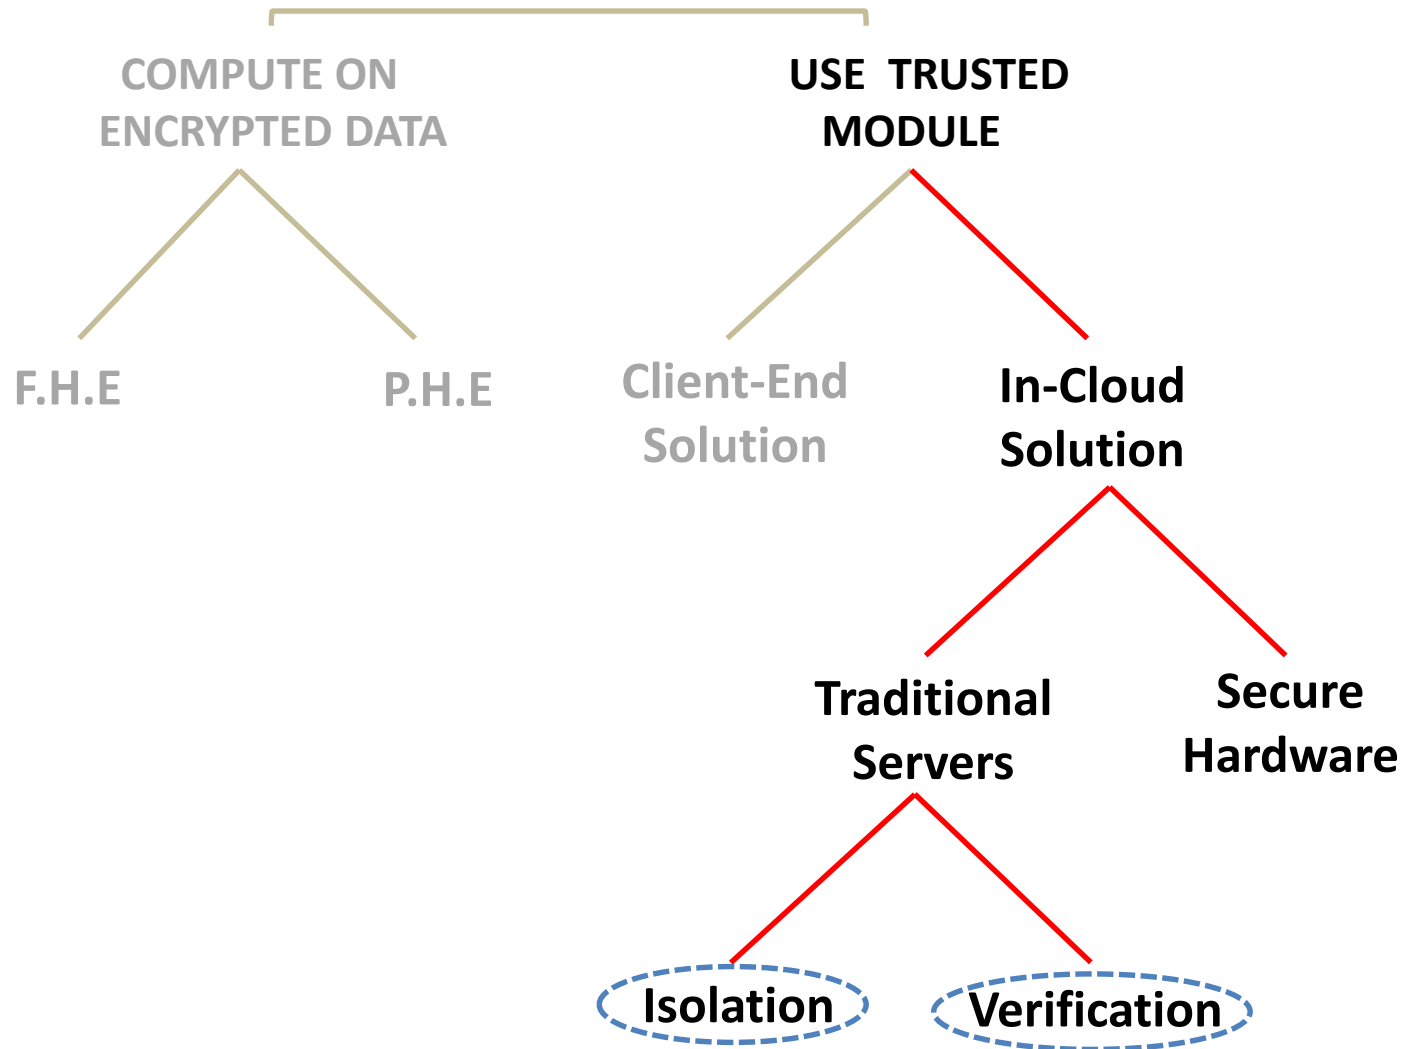 COMPUTE ON
ENCRYPTED DATA
USE TRUSTED
MODULE
F.H.E
P.H.E
Client-End
Solution
In-Cloud
Solution
Traditional
Servers
Secure
Hardware
Isolation
Verification